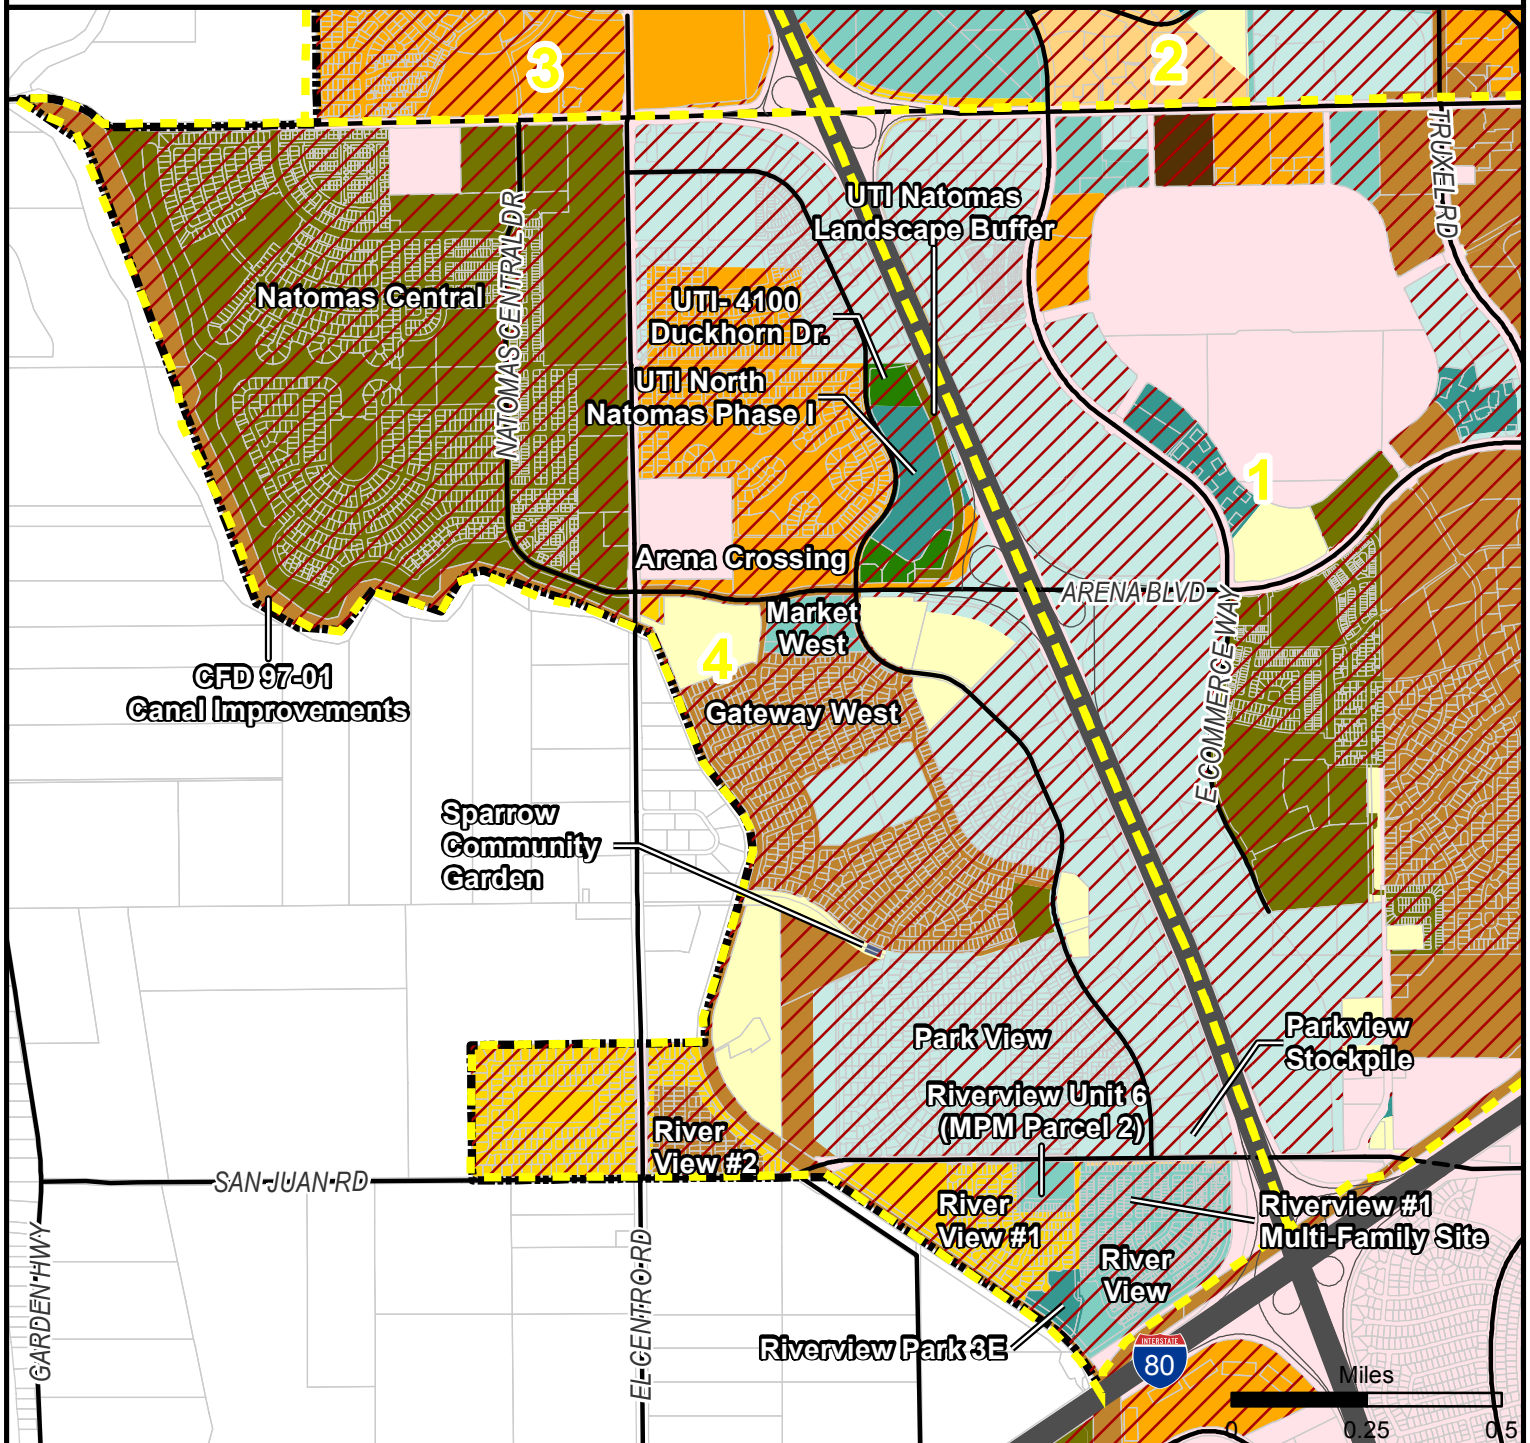 3
2
TRUXEL RD
UTI Natomas
Landscape Buffer
NATOMAS CENTRAL DR
Natomas Central
UTI- 4100
Duckhorn Dr.
UTI North
Natomas Phase I
1
Arena Crossing
ARENA BLVD
Market
West
4
E COMMERCE WAY
CFD 97-01
Canal Improvements
Gateway West
Sparrow
Community
Garden
Park View
Parkview
Stockpile
Riverview Unit 6
(MPM Parcel 2)
River
View #2
SAN JUAN RD
River
View #1
Riverview #1
Multi-Family Site
River
View
GARDEN HWY
EL CENTRO RD
Riverview Park 3E
INTERSTATE
80
Miles
0 0.25 0.5